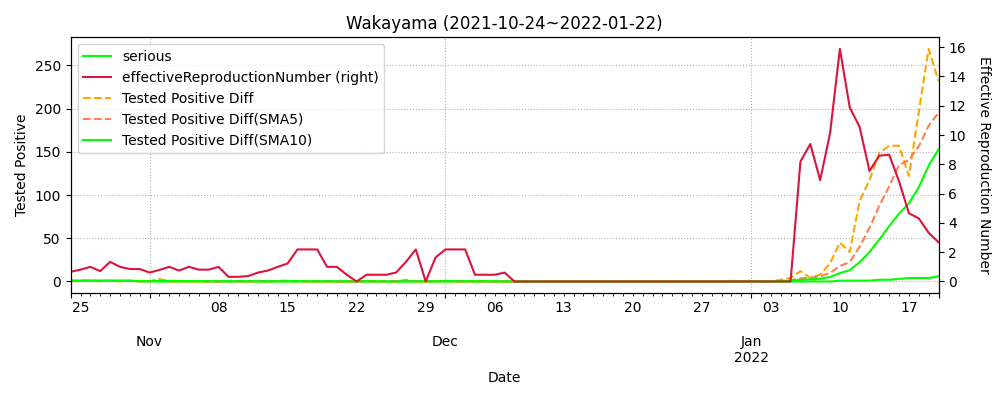 Wakayama (2021-10-24~2022-01-22)
serious
effectiveReproductionNumber (right)
Tested Positive Diff
Tested Positive Diff(SMA5)
Tested Positive Diff(SMA10)
Tested Positive
250
200
150
100
50
0
16
14
12
10
8
6
4
2
0
Effective Reproduction Number
25 08 15 22 29 06 13 20 27 03 10 17
Nov Dec Jan
2022
Date